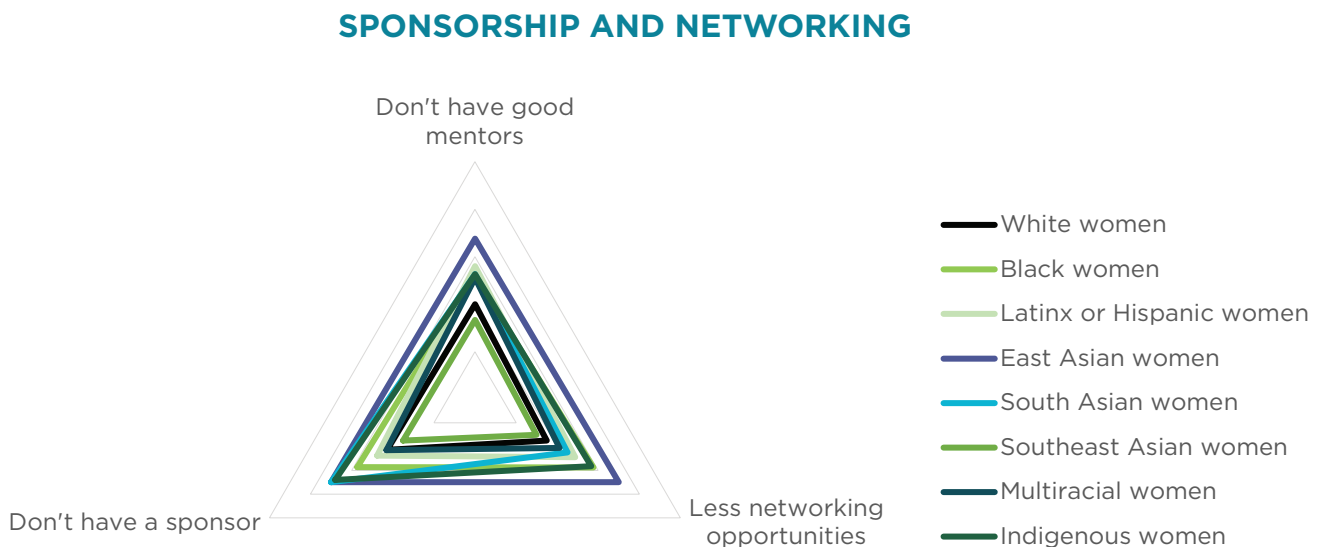 SPONSORSHIP AND NETWORKING
Don't have good
mentors
White women
Black women
Latinx or Hispanic women
East Asian women
South Asian women
Southeast Asian women
Multiracial women
Indigenous women
Don't have a sponsor
Less networking
opportunities